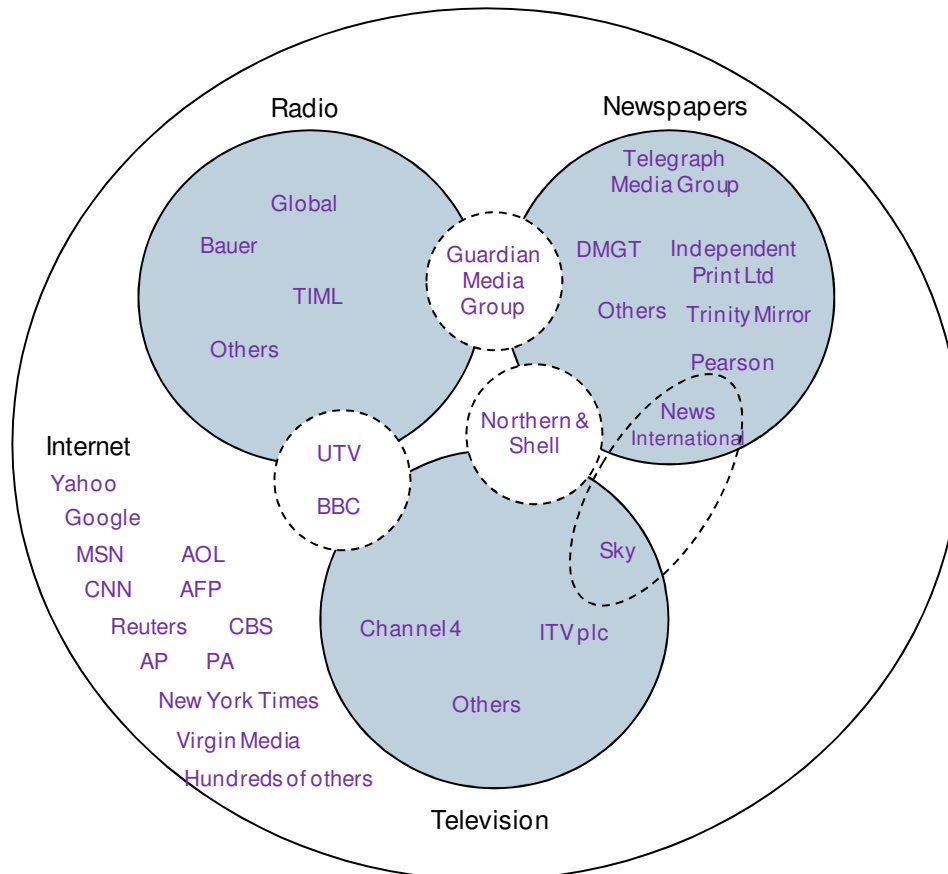 Radio
Newspapers
Telegraph
Media Group
Global
Bauer
TIML
Others
Guardian
Media
Group
DMGT
Independent
Print Ltd
Others
Trinity Mirror
Pearson
News
International
Northern &
Shell
UTV
BBC
Internet
Yahoo
Google
MSN
AOL
CNN
AFP
Reuters
CBS
AP
PA
New York Times
Virgin Media
Hundreds of others
Sky
Channel 4
ITV plc
Others
Television